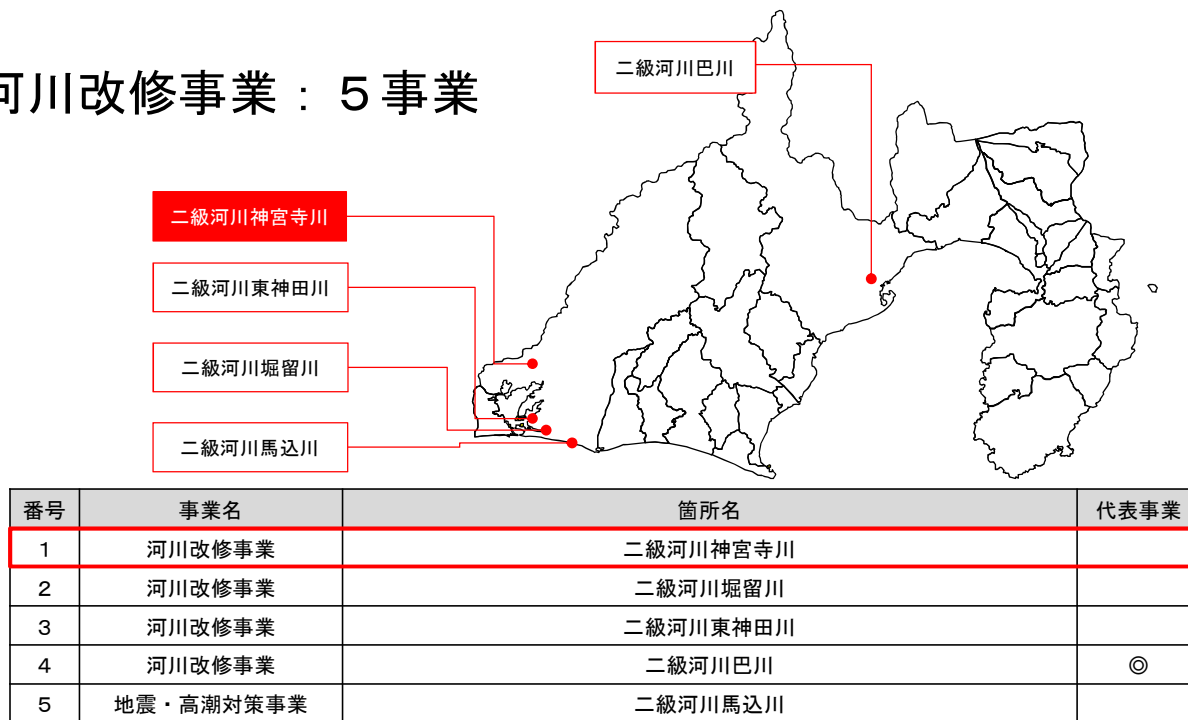 河川改修事業：５事業
二級河川巴川
二級河川神宮寺川
二級河川東神田川
二級河川堀留川
二級河川馬込川
番号 事業名 箇所名 代表事業
1 河川改修事業 二級河川神宮寺川
2 河川改修事業 二級河川堀留川
3 河川改修事業 二級河川東神田川
4 河川改修事業 二級河川巴川 ◎
5 地震・高潮対策事業 二級河川馬込川